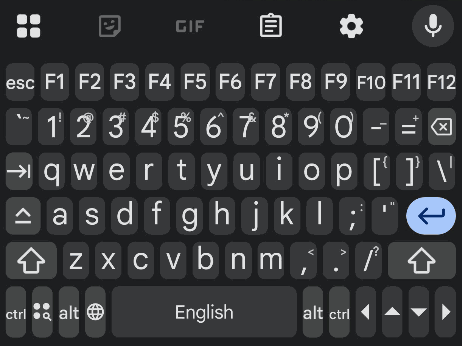 GIF
esc F1 F2 F3 F4 F5 F6 F7 F8 F9 F10 F11 F12
` ~ 1 ! 2 @ 3 # 4 $ 5 % 6 ^ 7 & 8 * 9 ( 0 ) - _ = +
q w e r t y u i o p [ { ] } \ |
a s d f g h j k l ; : ' "
z x c v b n m , < . > / ?
ctrl alt English alt ctrl